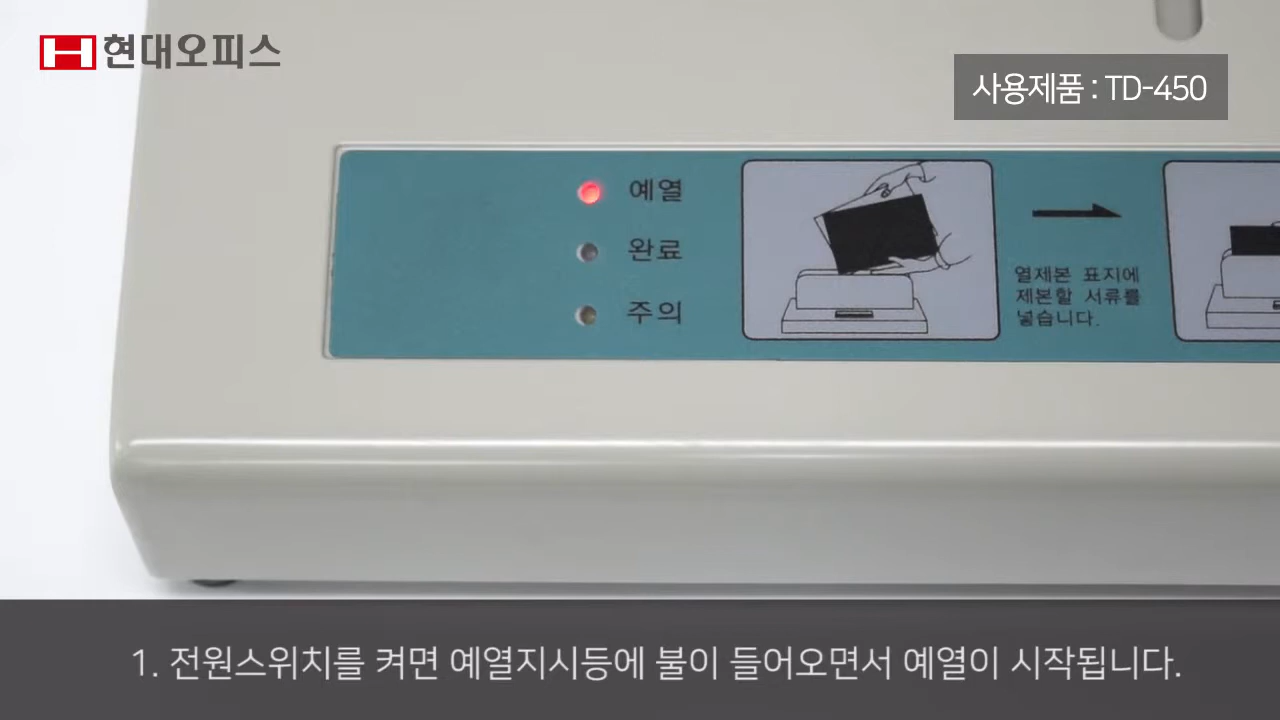 현대오피스
사용제품 : TD-450
예열
완료
주의
열제본 표지에
제본할 서류를
넣습니다.
1. 전원스위치를 켜면 예열지시등에 불이 들어오면서 예열이 시작됩니다.